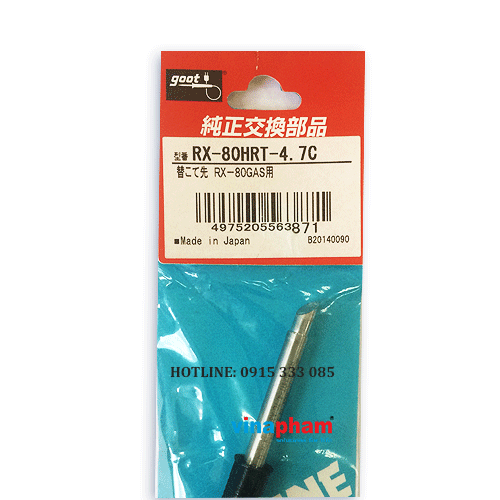 goot
純正交換部品
型番 RX-80HRT-4.7C
替こて先 RX-80GAS用
4975205563871
■Made in Japan B20140090
HOTLINE: 0915 333 085
vinapham®
INE